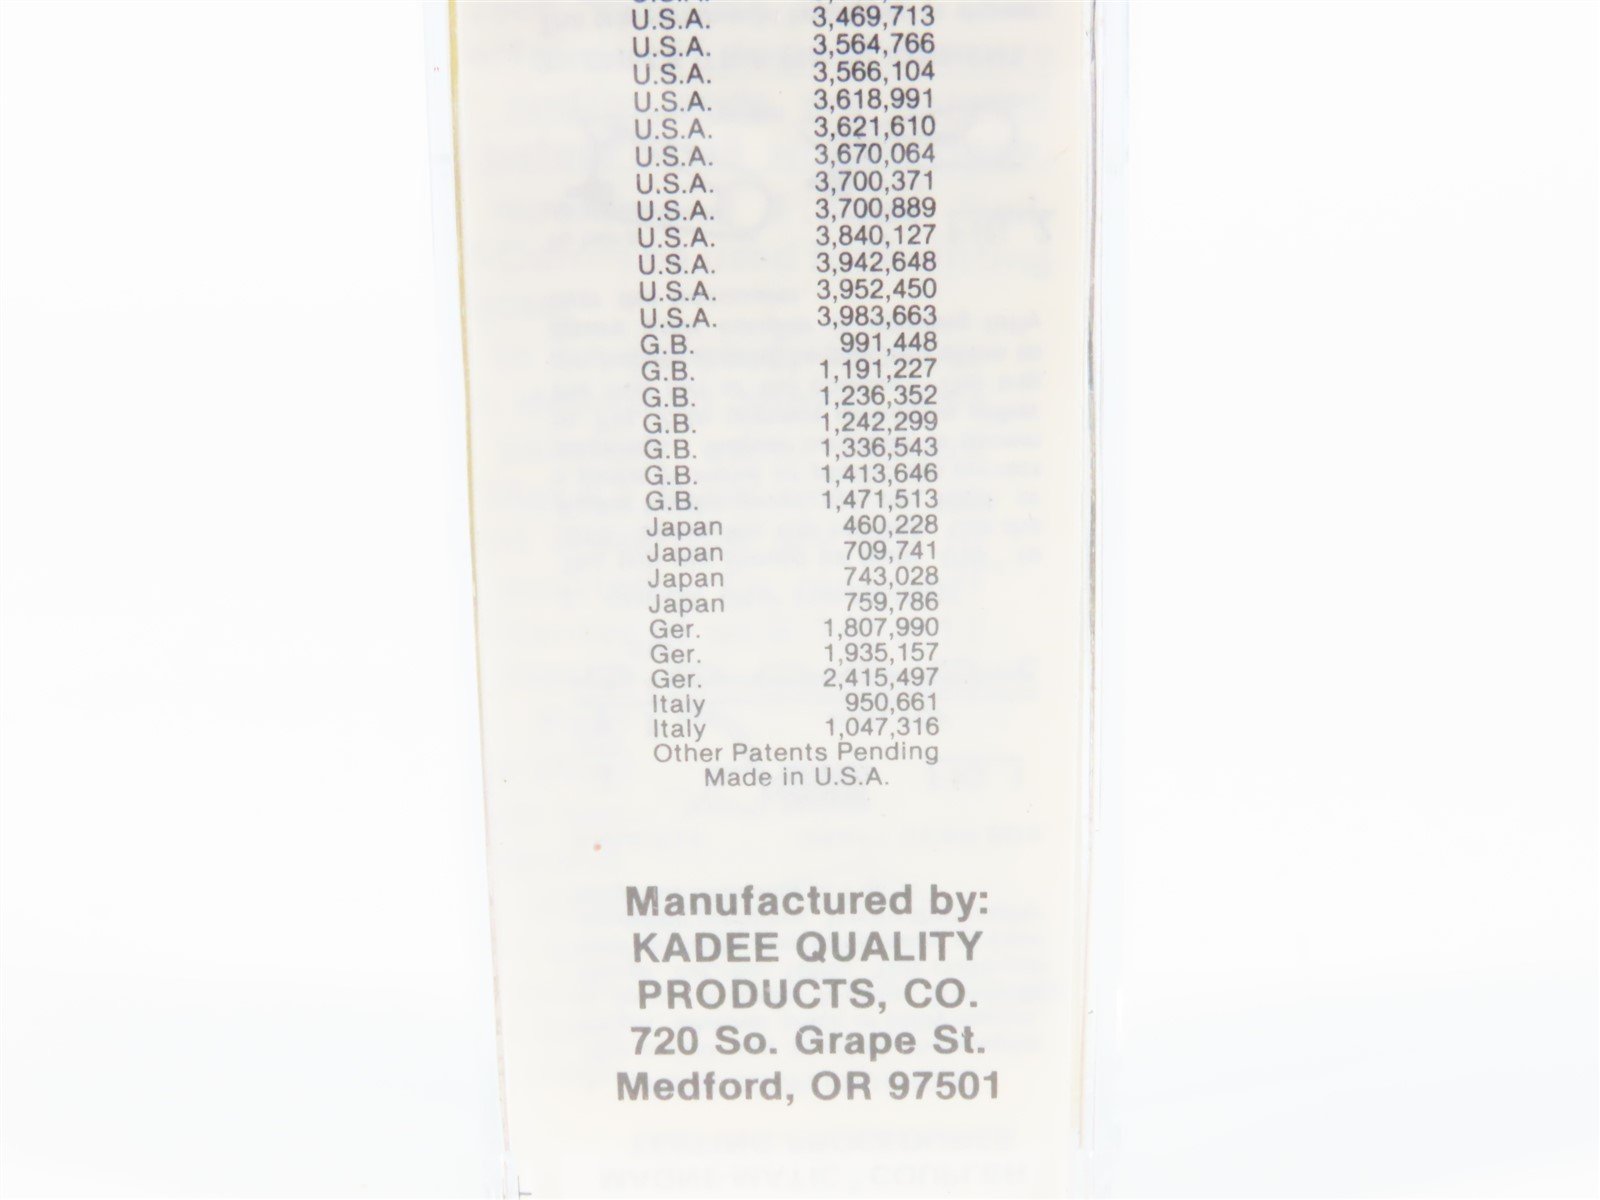 U.S.A. 3,469,713
U.S.A. 3,564,766
U.S.A. 3,566,104
U.S.A. 3,618,991
U.S.A. 3,621,610
U.S.A. 3,670,064
U.S.A. 3,700,371
U.S.A. 3,700,889
U.S.A. 3,840,127
U.S.A. 3,942,648
U.S.A. 3,952,450
U.S.A. 3,983,663
G.B. 991,448
G.B. 1,191,227
G.B. 1,236,352
G.B. 1,242,299
G.B. 1,336,543
G.B. 1,413,646
G.B. 1,471,513
Japan 460,228
Japan 709,741
Japan 743,028
Japan 759,786
Ger. 1,807,990
Ger. 1,935,157
Ger. 2,415,497
Italy 950,661
Italy 1,047,316
Other Patents Pending
Made in U.S.A.
Manufactured by:
KADEE QUALITY
PRODUCTS, CO.
720 So. Grape St.
Medford, OR 97501